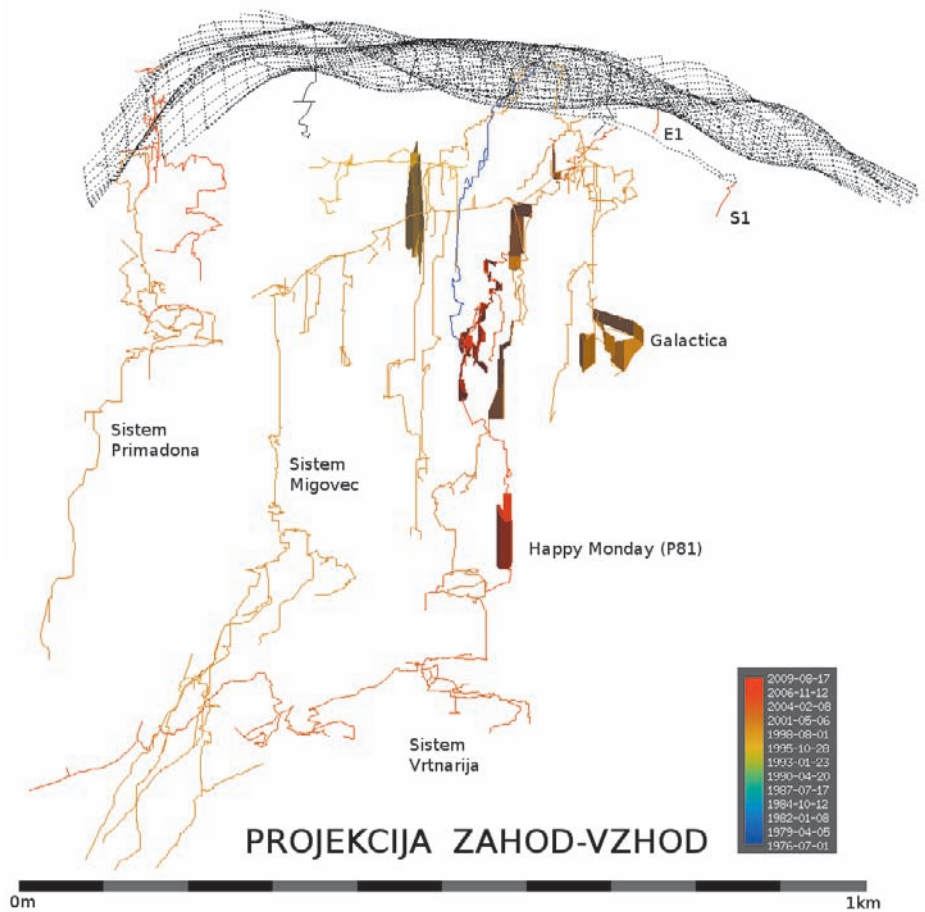 E1
S1
Galactica
Sistem
Primadona
Sistem
Migovec
Happy Monday (P81)
Sistem
Vrtnarija
2009-08-17
2006-11-12
2004-02-08
2001-05-06
1998-08-01
1995-10-28
1993-01-23
1990-04-20
1987-07-17
1984-10-12
1982-01-08
1979-04-05
1976-07-01
PROJEKCIJA ZAHOD-VZHOD
0m
1km